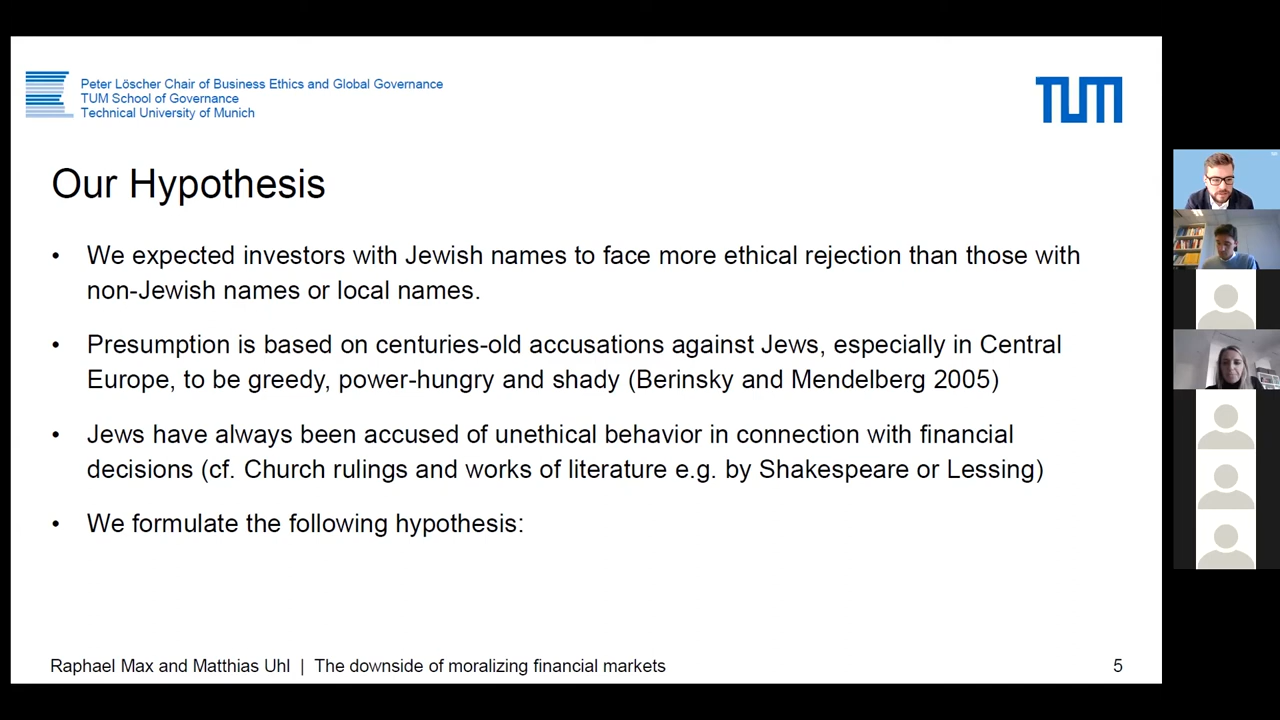 Peter Löscher Chair of Business Ethics and Global Governance
TUM School of Governance
Technical University of Munich
TUM
Our Hypothesis
• We expected investors with Jewish names to face more ethical rejection than those with
non-Jewish names or local names.
• Presumption is based on centuries-old accusations against Jews, especially in Central
Europe, to be greedy, power-hungry and shady (Berinsky and Mendelberg 2005)
• Jews have always been accused of unethical behavior in connection with financial
decisions (cf. Church rulings and works of literature e.g. by Shakespeare or Lessing)
• We formulate the following hypothesis:
Raphael Max and Matthias Uhl | The downside of moralizing financial markets
5